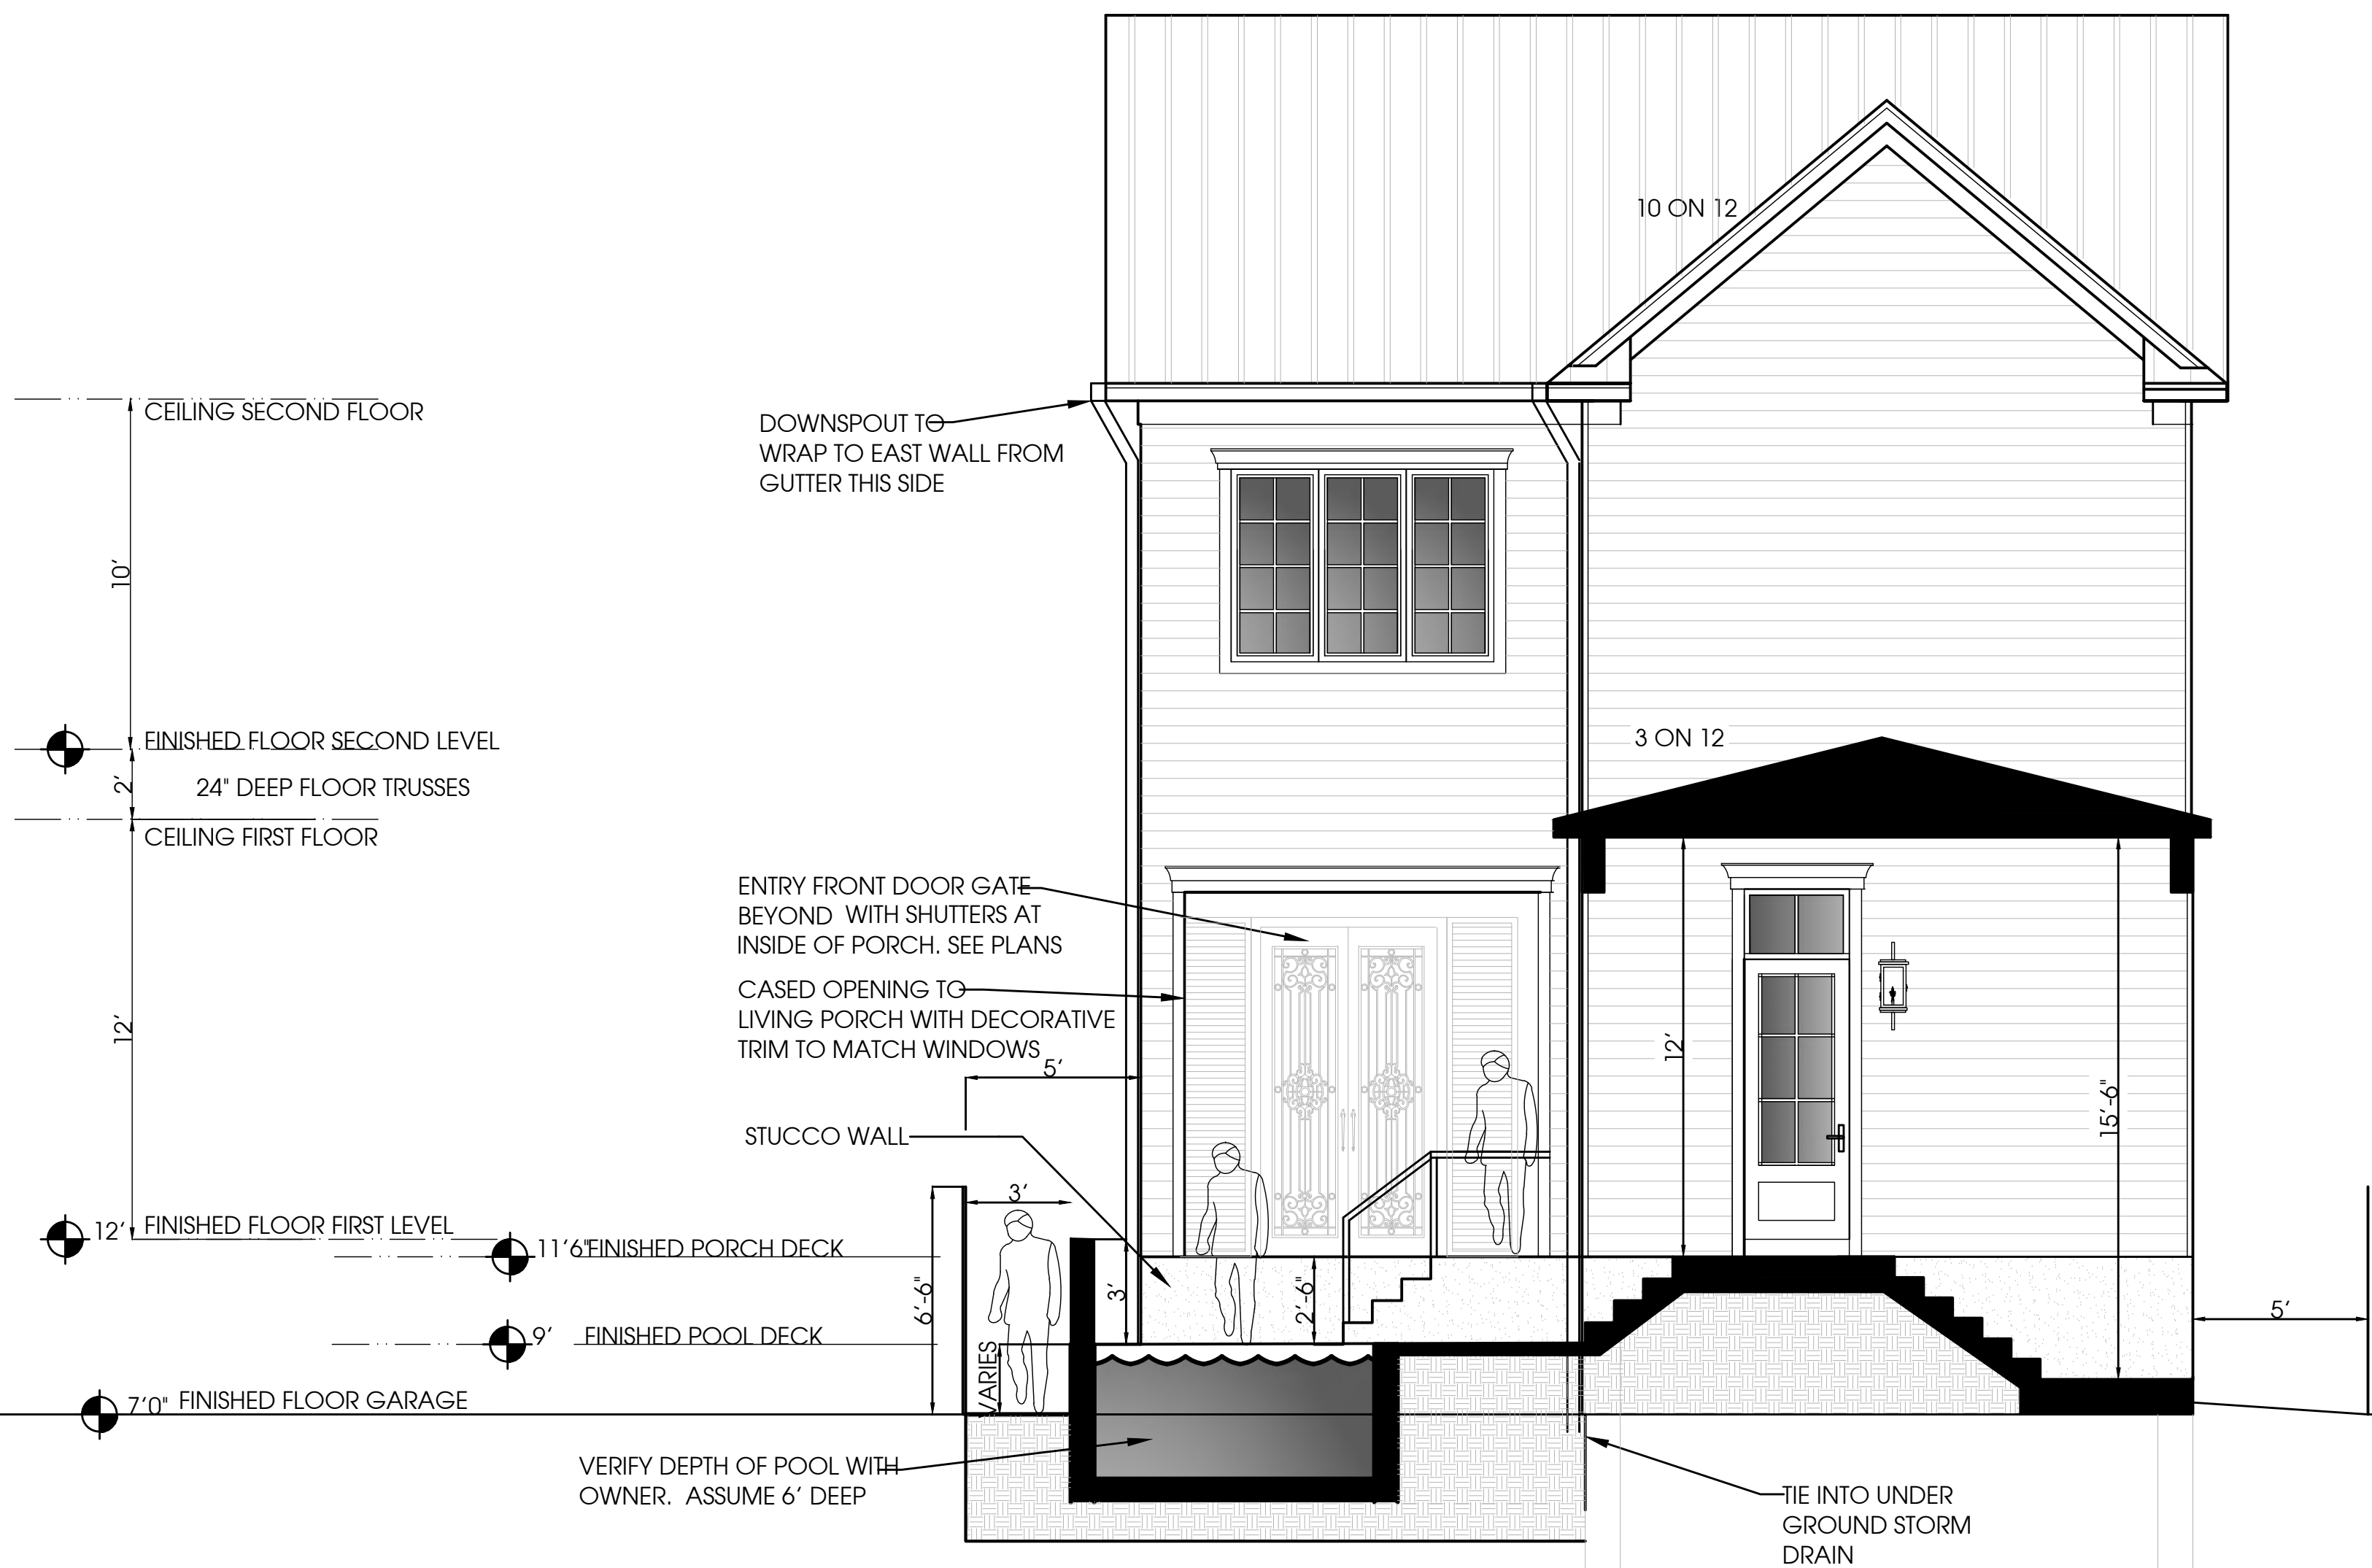 10 ON 12
CEILING SECOND FLOOR
DOWNSPOUT TO
WRAP TO EAST WALL FROM
GUTTER THIS SIDE
10'
FINISHED FLOOR SECOND LEVEL
3 ON 12
2'
24" DEEP FLOOR TRUSSES
CEILING FIRST FLOOR
ENTRY FRONT DOOR GATE
BEYOND WITH SHUTTERS AT
INSIDE OF PORCH. SEE PLANS
CASED OPENING TO
LIVING PORCH WITH DECORATIVE
TRIM TO MATCH WINDOWS
12'
12'
5'
15'-6"
STUCCO WALL
3'
12'
FINISHED FLOOR FIRST LEVEL
11'6"
FINISHED PORCH DECK
6'-6"
3'
2'-6"
5'
9'
FINISHED POOL DECK
VARIES
7'0"
FINISHED FLOOR GARAGE
VERIFY DEPTH OF POOL WITH
OWNER. ASSUME 6' DEEP
TIE INTO UNDER
GROUND STORM
DRAIN